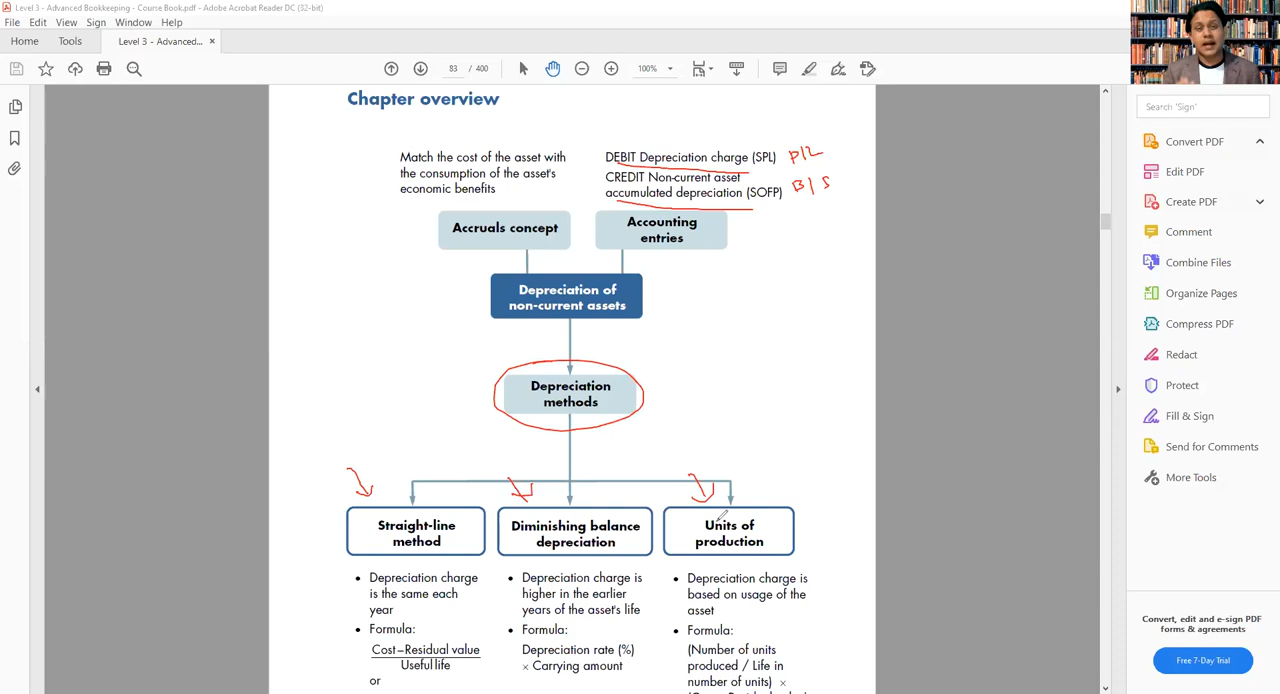 Level 3 - Advanced Bookkeeping - Course Book.pdf - Adobe Acrobat Reader DC (32-bit)
File Edit View Sign Window Help
Home Tools Level 3 - Advanced... ×
83 / 400 100%
Chapter overview
Match the cost of the asset with
the consumption of the asset's
economic benefits
DEBIT Depreciation charge (SPL) P/L
CREDIT Non-current asset
accumulated depreciation (SOFP) B/S
Accruals concept
Accounting
entries
Depreciation of
non-current assets
Depreciation
methods
Straight-line
method
Diminishing balance
depreciation
Units of
production
• Depreciation charge
is the same each
year
• Formula:
Cost–Residual value
Useful life
or
• Depreciation charge is
higher in the earlier
years of the asset's life
• Formula:
Depreciation rate (%)
× Carrying amount
• Depreciation charge is
based on usage of the
asset
• Formula:
(Number of units
produced / Life in
number of units) ×
Search 'Sign'
Convert PDF
Edit PDF
Create PDF
Comment
Combine Files
Organize Pages
Compress PDF
Redact
Protect
Fill & Sign
Send for Comments
More Tools
Convert, edit and e-sign PDF
forms & agreements
Free 7-Day Trial